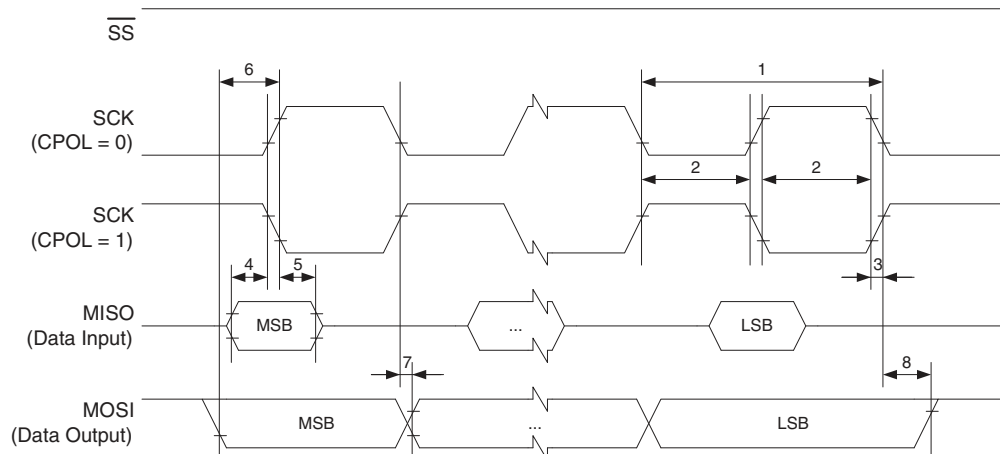 SS
6
1
SCK
(CPOL = 0)
2
2
SCK
(CPOL = 1)
4
5
3
MISO
(Data Input)
MSB
...
LSB
7
8
MOSI
(Data Output)
MSB
...
LSB